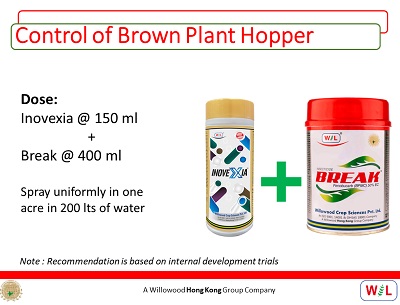 Control of Brown Plant Hopper
Dose:
Inovexia @ 150 ml
+
Break @ 400 ml
Spray uniformly in one
acre in 200 lts of water
W/L
INOVEXIA
W/L
BREAK
Willowood Crop Sciences Pvt. Ltd.
Note : Recommendation is based on internal development trials
A Willowood Hong Kong Group Company
W/L